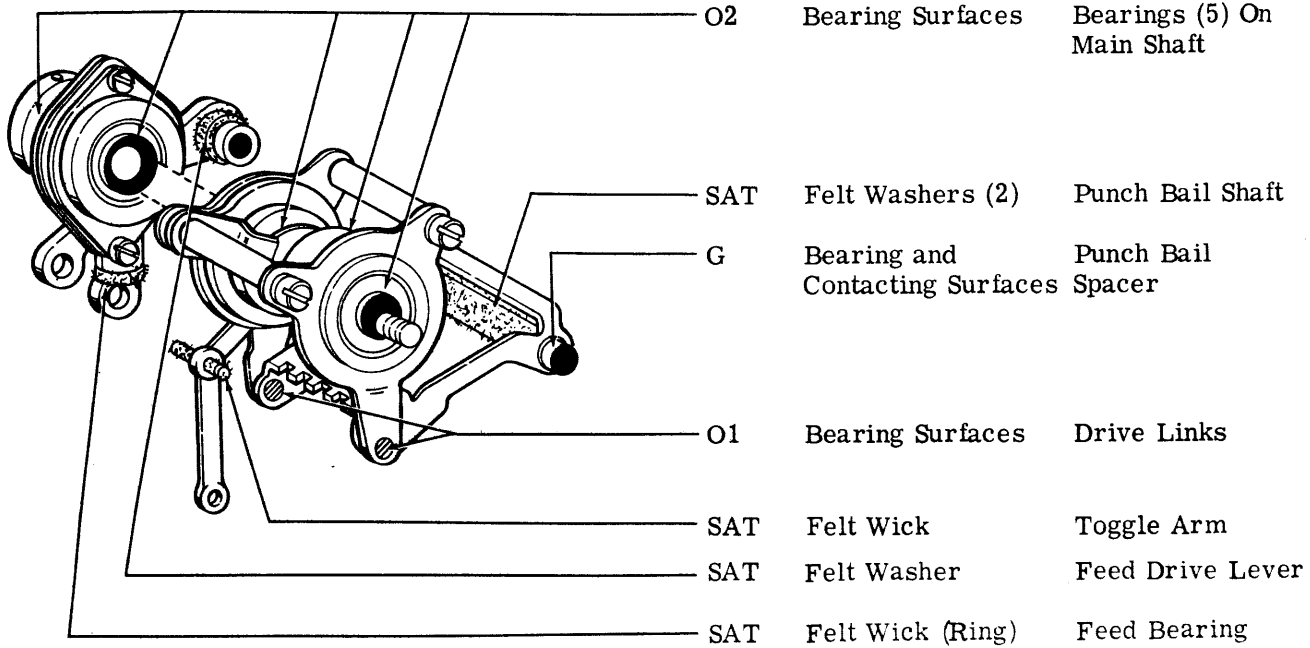 O2 Bearing Surfaces Bearings (5) On
Main Shaft
SAT Felt Washers (2) Punch Bail Shaft
G Bearing and Punch Bail
Contacting Surfaces Spacer
O1 Bearing Surfaces Drive Links
SAT Felt Wick Toggle Arm
SAT Felt Washer Feed Drive Lever
SAT Felt Wick (Ring) Feed Bearing